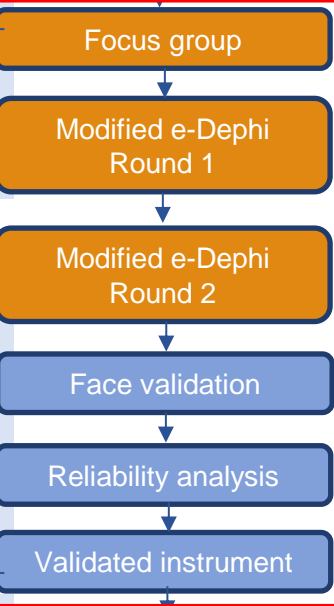 Focus group
Modified e-Dephi
Round 1
Modified e-Dephi
Round 2
Face validation
Reliability analysis
Validated instrument